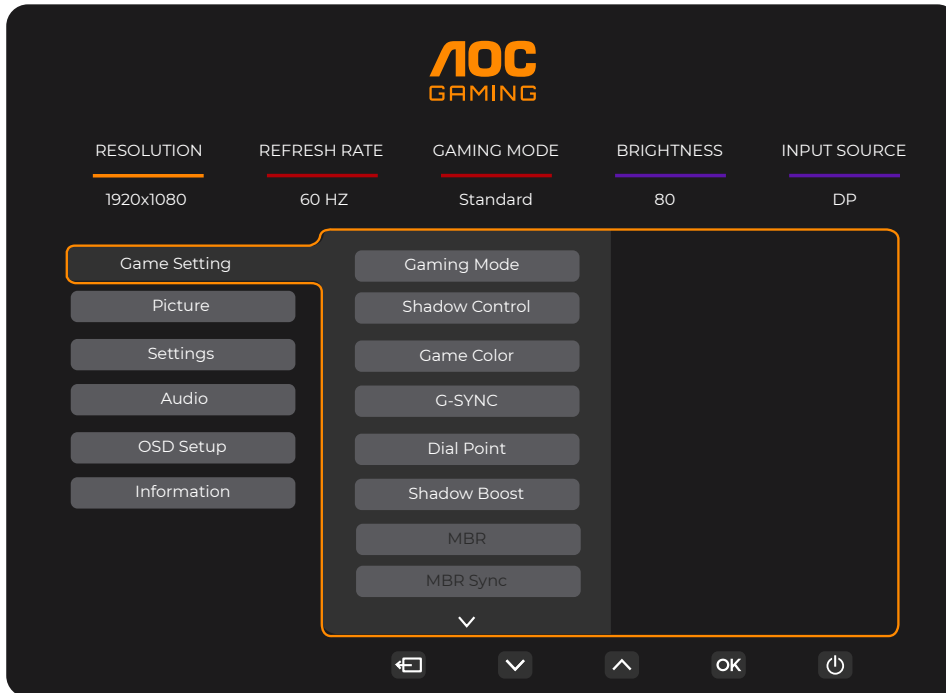 AOC
GAMING
RESOLUTION REFRESH RATE GAMING MODE BRIGHTNESS INPUT SOURCE
1920x1080 60 HZ Standard 80 DP
Game Setting
Picture
Settings
Audio
OSD Setup
Information
Gaming Mode
Shadow Control
Game Color
G-SYNC
Dial Point
Shadow Boost
MBR
MBR Sync
OK